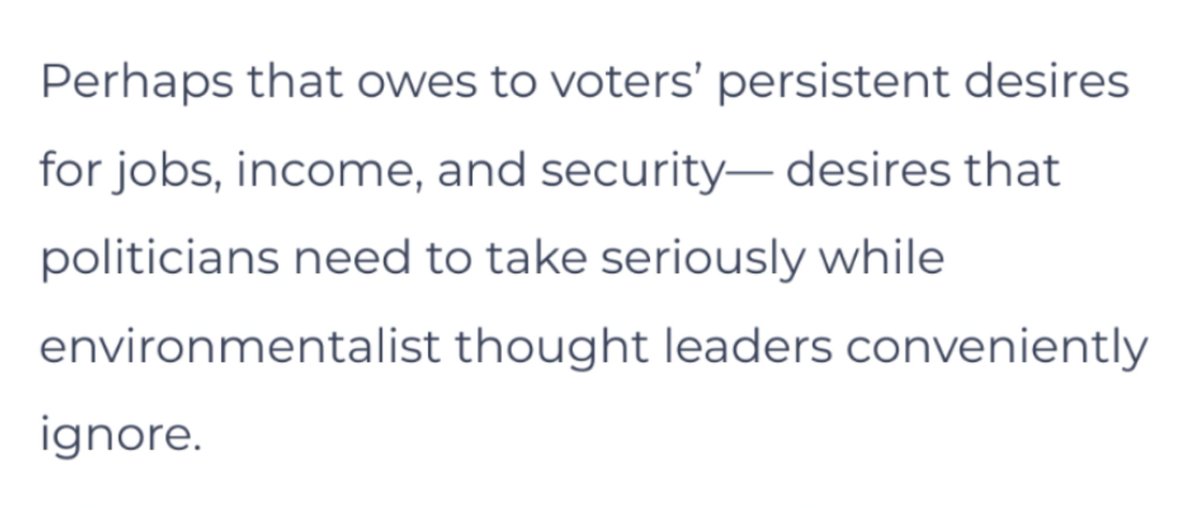 Perhaps that owes to voters’ persistent desires
for jobs, income, and security— desires that
politicians need to take seriously while
environmentalist thought leaders conveniently
ignore.